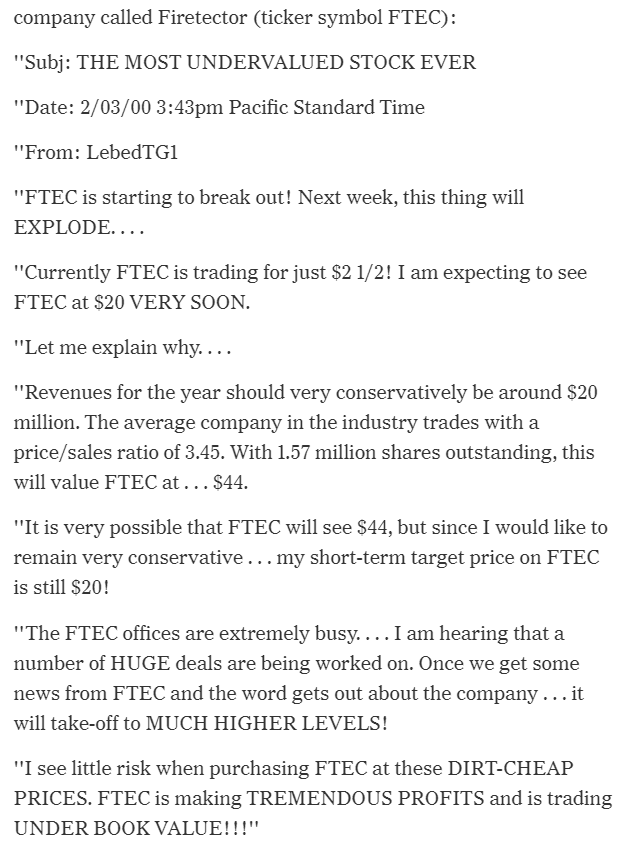 company called Firetector (ticker symbol FTEC):
''Subj: THE MOST UNDERVALUED STOCK EVER
''Date: 2/03/00 3:43pm Pacific Standard Time
''From: LebedTG1
''FTEC is starting to break out! Next week, this thing will
EXPLODE. . . .
''Currently FTEC is trading for just $2 1/2! I am expecting to see
FTEC at $20 VERY SOON.
''Let me explain why. . . .
''Revenues for the year should very conservatively be around $20
million. The average company in the industry trades with a
price/sales ratio of 3.45. With 1.57 million shares outstanding, this
will value FTEC at . . . $44.
''It is very possible that FTEC will see $44, but since I would like to
remain very conservative . . . my short-term target price on FTEC
is still $20!
''The FTEC offices are extremely busy. . . . I am hearing that a
number of HUGE deals are being worked on. Once we get some
news from FTEC and the word gets out about the company . . . it
will take-off to MUCH HIGHER LEVELS!
''I see little risk when purchasing FTEC at these DIRT-CHEAP
PRICES. FTEC is making TREMENDOUS PROFITS and is trading
UNDER BOOK VALUE!!!''